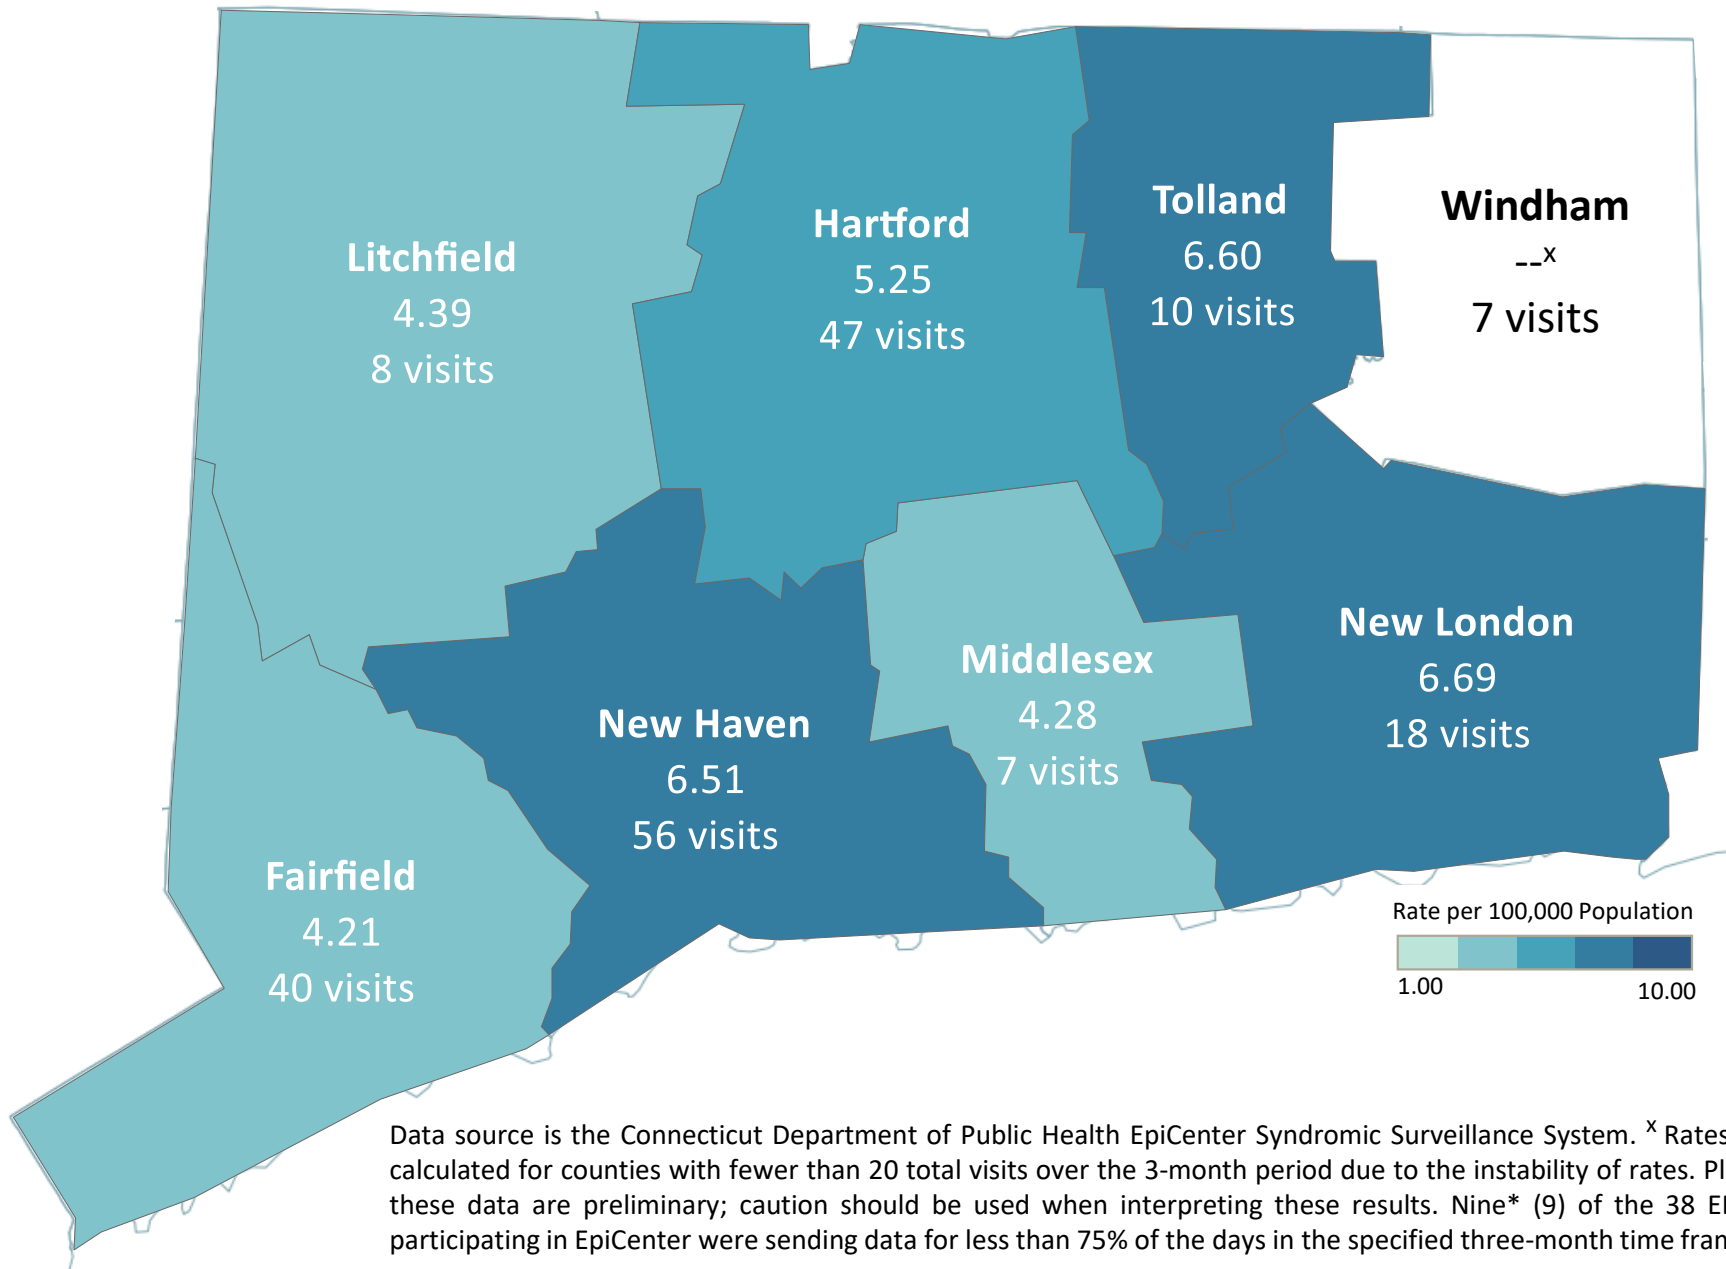 Litchfield
4.39
8 visits
Hartford
5.25
47 visits
Tolland
6.60
10 visits
Windham
--x
7 visits
New Haven
6.51
56 visits
Middlesex
4.28
7 visits
New London
6.69
18 visits
Fairfield
4.21
40 visits
Rate per 100,000 Population
1.00 10.00
Data source is the Connecticut Department of Public Health EpiCenter Syndromic Surveillance System. x Rates
calculated for counties with fewer than 20 total visits over the 3-month period due to the instability of rates.
these data are preliminary; caution should be used when interpreting these results. Nine* (9) of the 38
participating in EpiCenter were sending data for less than 75% of the days in the specified three-month time